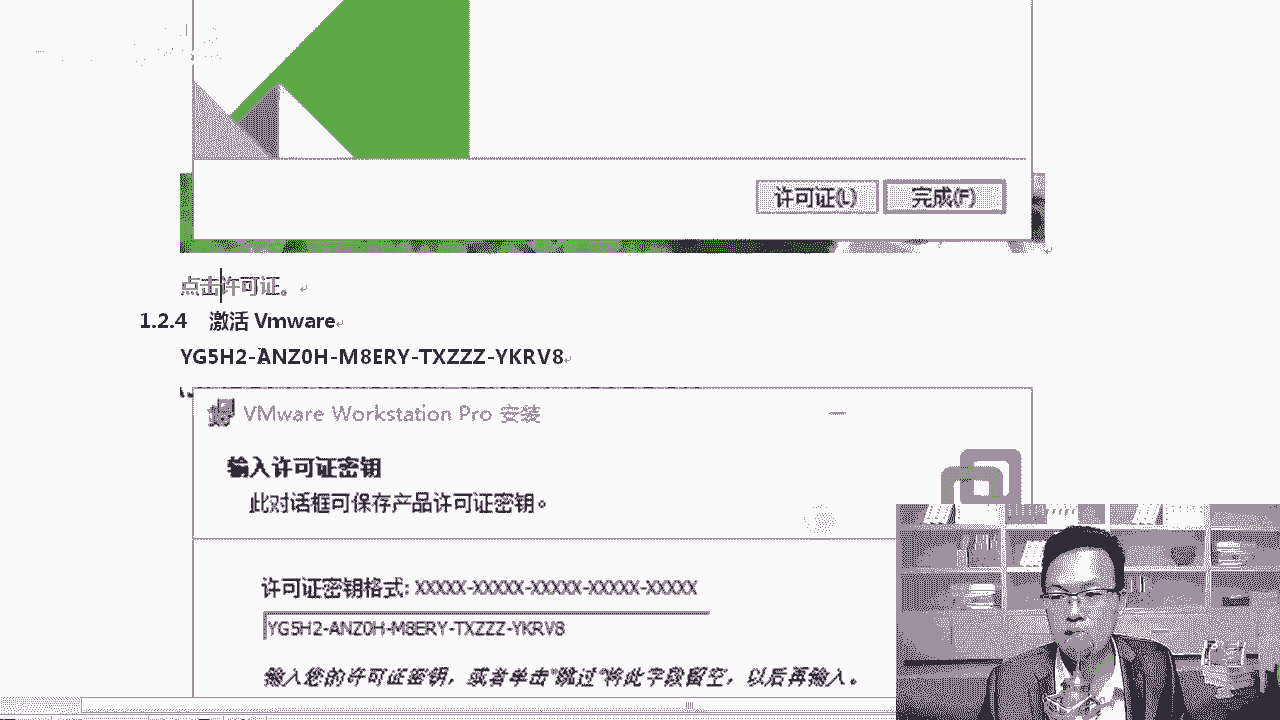 许可证(L) 完成(F)
点击许可证。
1.2.4 激活 Vmware
YG5H2-ANZ0H-M8ERY-TXZZZ-YKRV8
VMware Workstation Pro 安装
输入许可证密钥
此对话框可保存产品许可证密钥。
许可证密钥格式: XXXXX-XXXXX-XXXXX-XXXXX-XXXXX
YG5H2-ANZ0H-M8ERY-TXZZZ-YKRV8
输入您的许可证密钥，或者单击“跳过”将此字段留空，以后再输入。